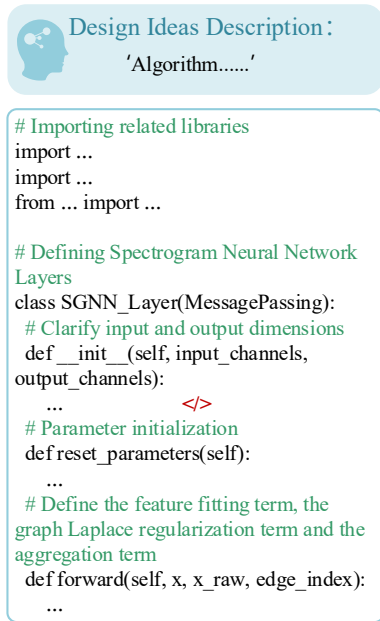 Design Ideas Description：
‘Algorithm......’
# Importing related libraries
import ...
import ...
from ... import ...
# Defining Spectrogram Neural Network
Layers
class SGNN_Layer(MessagePassing):
# Clarify input and output dimensions
def __init__(self, input_channels,
output_channels):
...
</>
# Parameter initialization
def reset_parameters(self):
...
# Define the feature fitting term, the
graph Laplace regularization term and the
aggregation term
def forward(self, x, x_raw, edge_index):
...